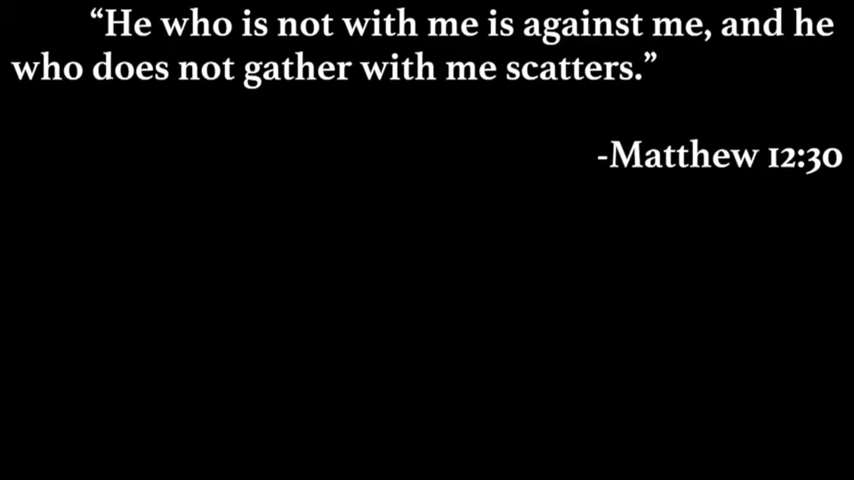 “He who is not with me is against me, and he
who does not gather with me scatters.”
-Matthew 12:30